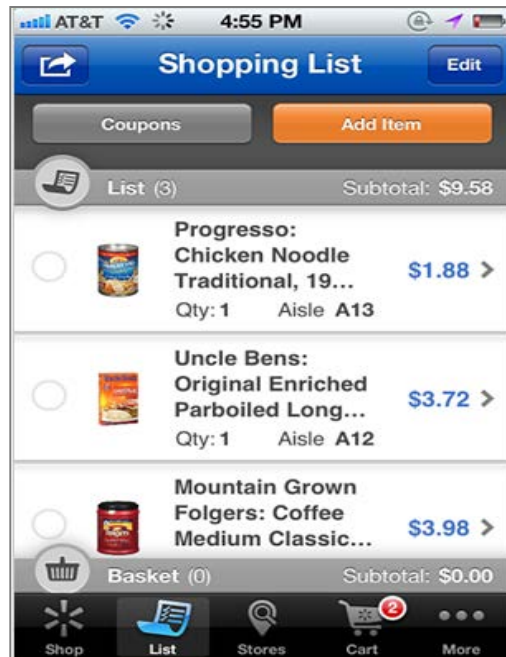 AT&T 4:55 PM
Shopping List Edit
Coupons Add Item
List (3) Subtotal: $9.58
Progresso:
Chicken Noodle
Traditional, 19...
$1.88
Qty: 1 Aisle A13
Uncle Bens:
Original Enriched
Parboiled Long...
$3.72
Qty: 1 Aisle A12
Mountain Grown
Folgers: Coffee
Medium Classic...
$3.98
Basket (0) Subtotal: $0.00
2
Shop List Stores Cart More